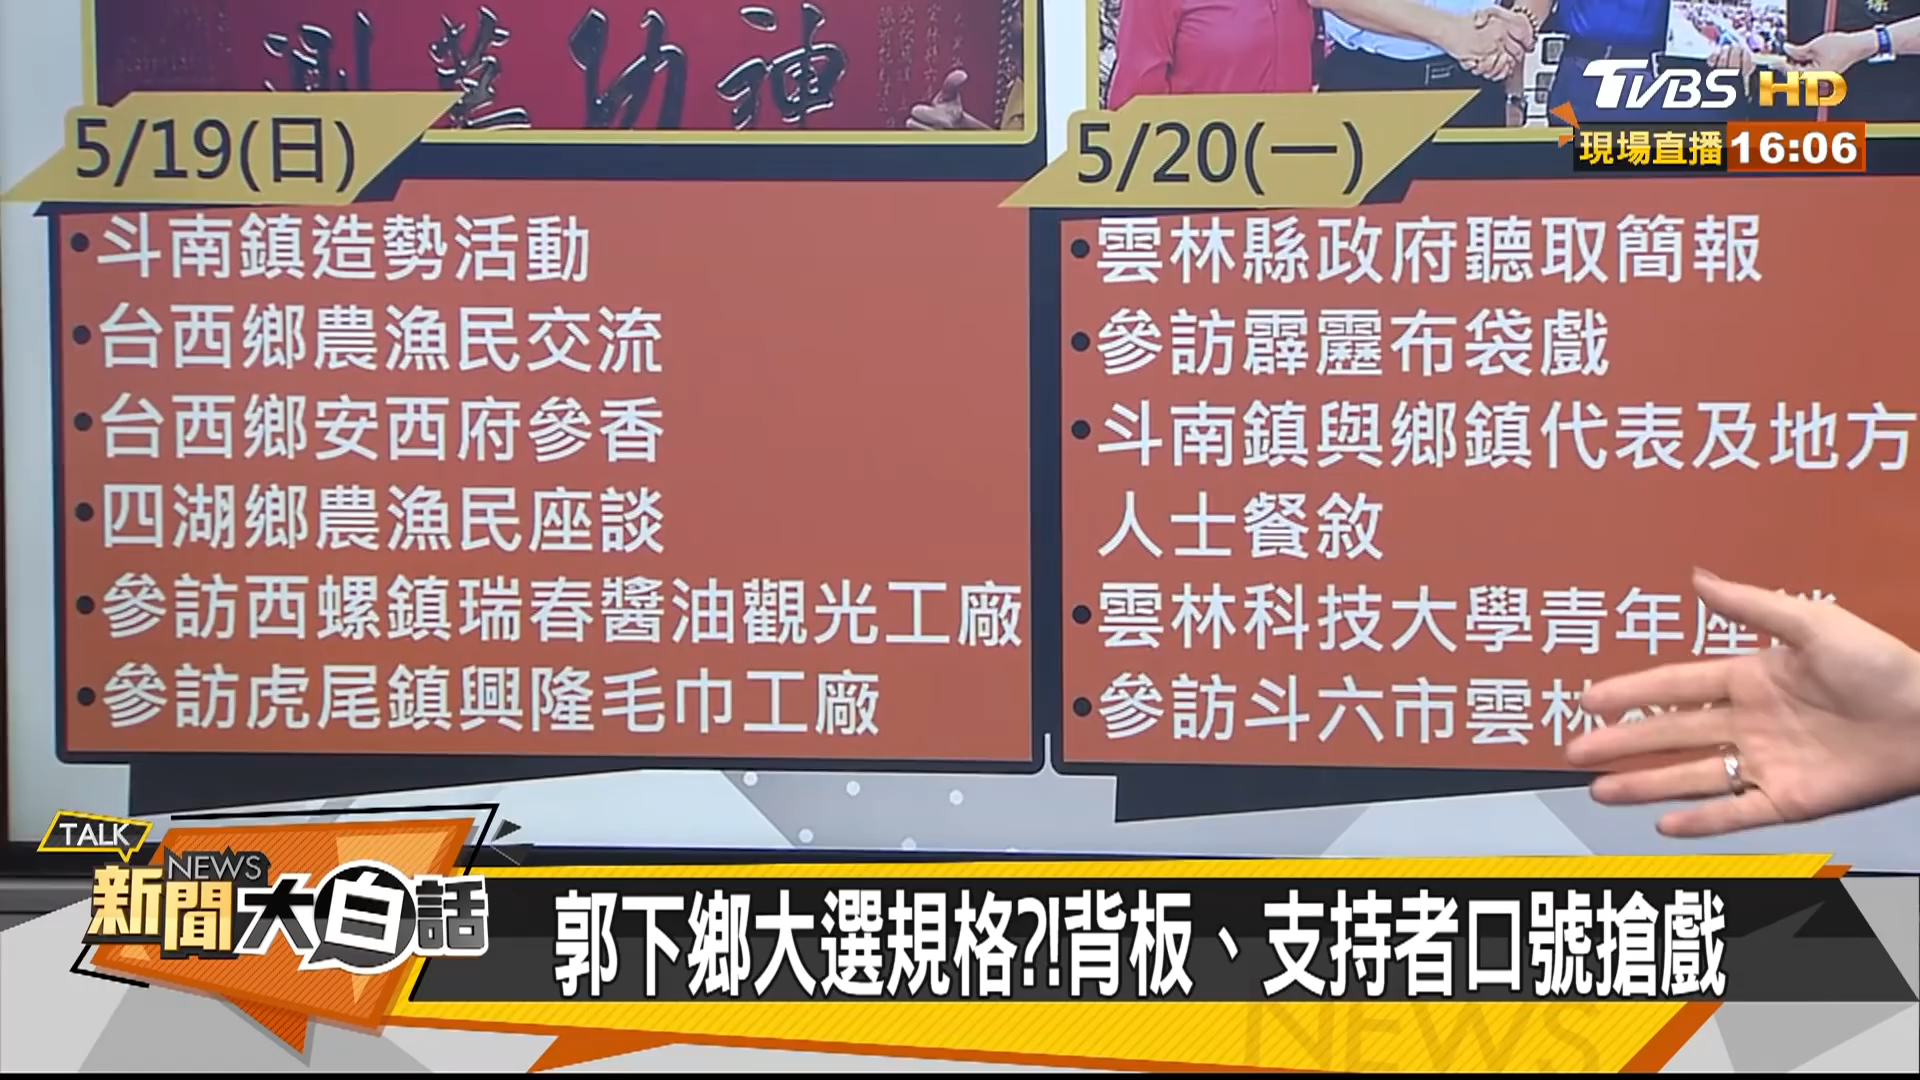 神功蓋測
TVBS HD
現場直播 16:06
5/19(日)
•斗南鎮造勢活動
•台西鄉農漁民交流
•台西鄉安西府參香
•四湖鄉農漁民座談
•參訪西螺鎮瑞春醬油觀光工廠
•參訪虎尾鎮興隆毛巾工廠
5/20(一)
•雲林縣政府聽取簡報
•參訪霹靂布袋戲
•斗南鎮與鄉鎮代表及地方
人士餐敘
•雲林科技大學青年座
•參訪斗六市雲林
TALK
NEWS
新聞大白話
郭下鄉大選規格?!背板、支持者口號搶戲
NEWS